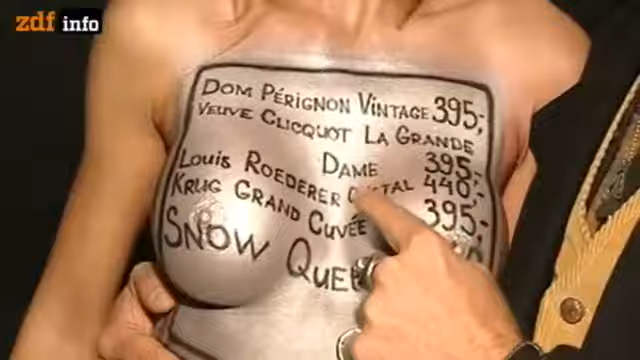 zdf info
DOM PÉRIGNON VINTAGE 395,-
VEUVE CLICQUOT LA GRANDE
DAME 395,-
LOUIS ROEDERER 440,-
KRUG GRAND CUVÉE 395,-
SNOW